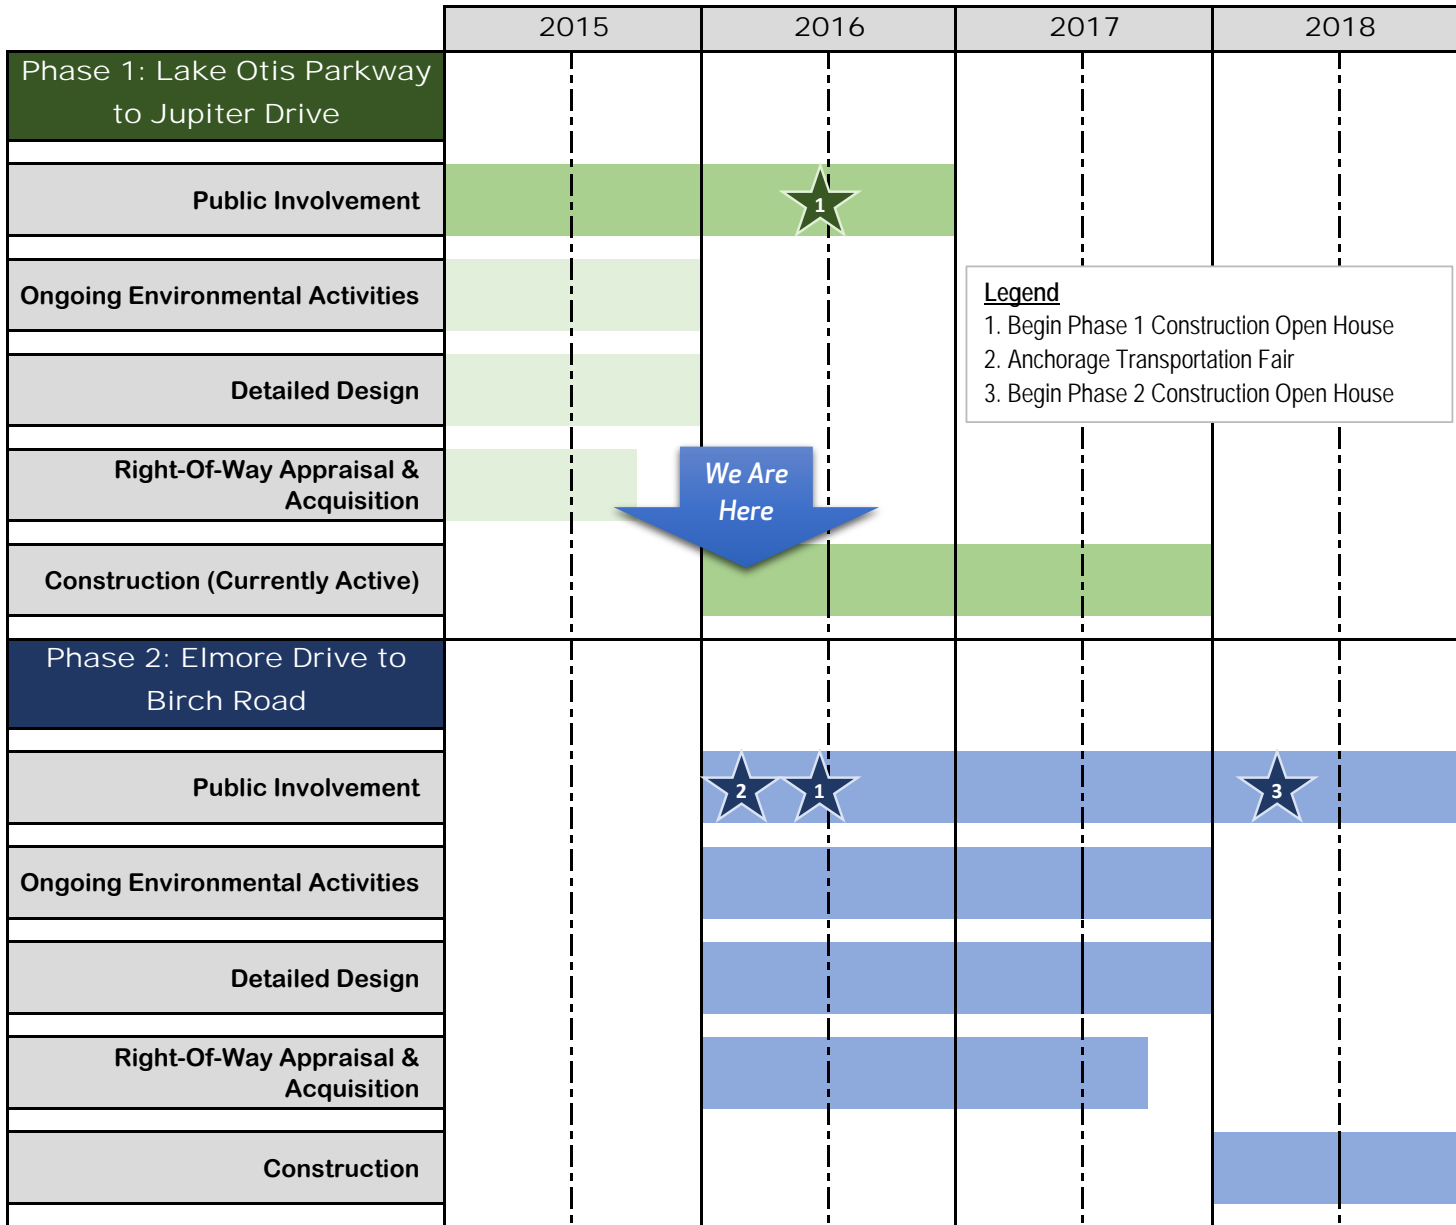 2015 2016 2017 2018
Phase 1: Lake Otis Parkway
to Jupiter Drive
Public Involvement
1
Ongoing Environmental Activities
Legend
1. Begin Phase 1 Construction Open House
2. Anchorage Transportation Fair
3. Begin Phase 2 Construction Open House
Detailed Design
Right-Of-Way Appraisal &
Acquisition
We Are
Here
Construction (Currently Active)
Phase 2: Elmore Drive to
Birch Road
Public Involvement
2 1 3
Ongoing Environmental Activities
Detailed Design
Right-Of-Way Appraisal &
Acquisition
Construction